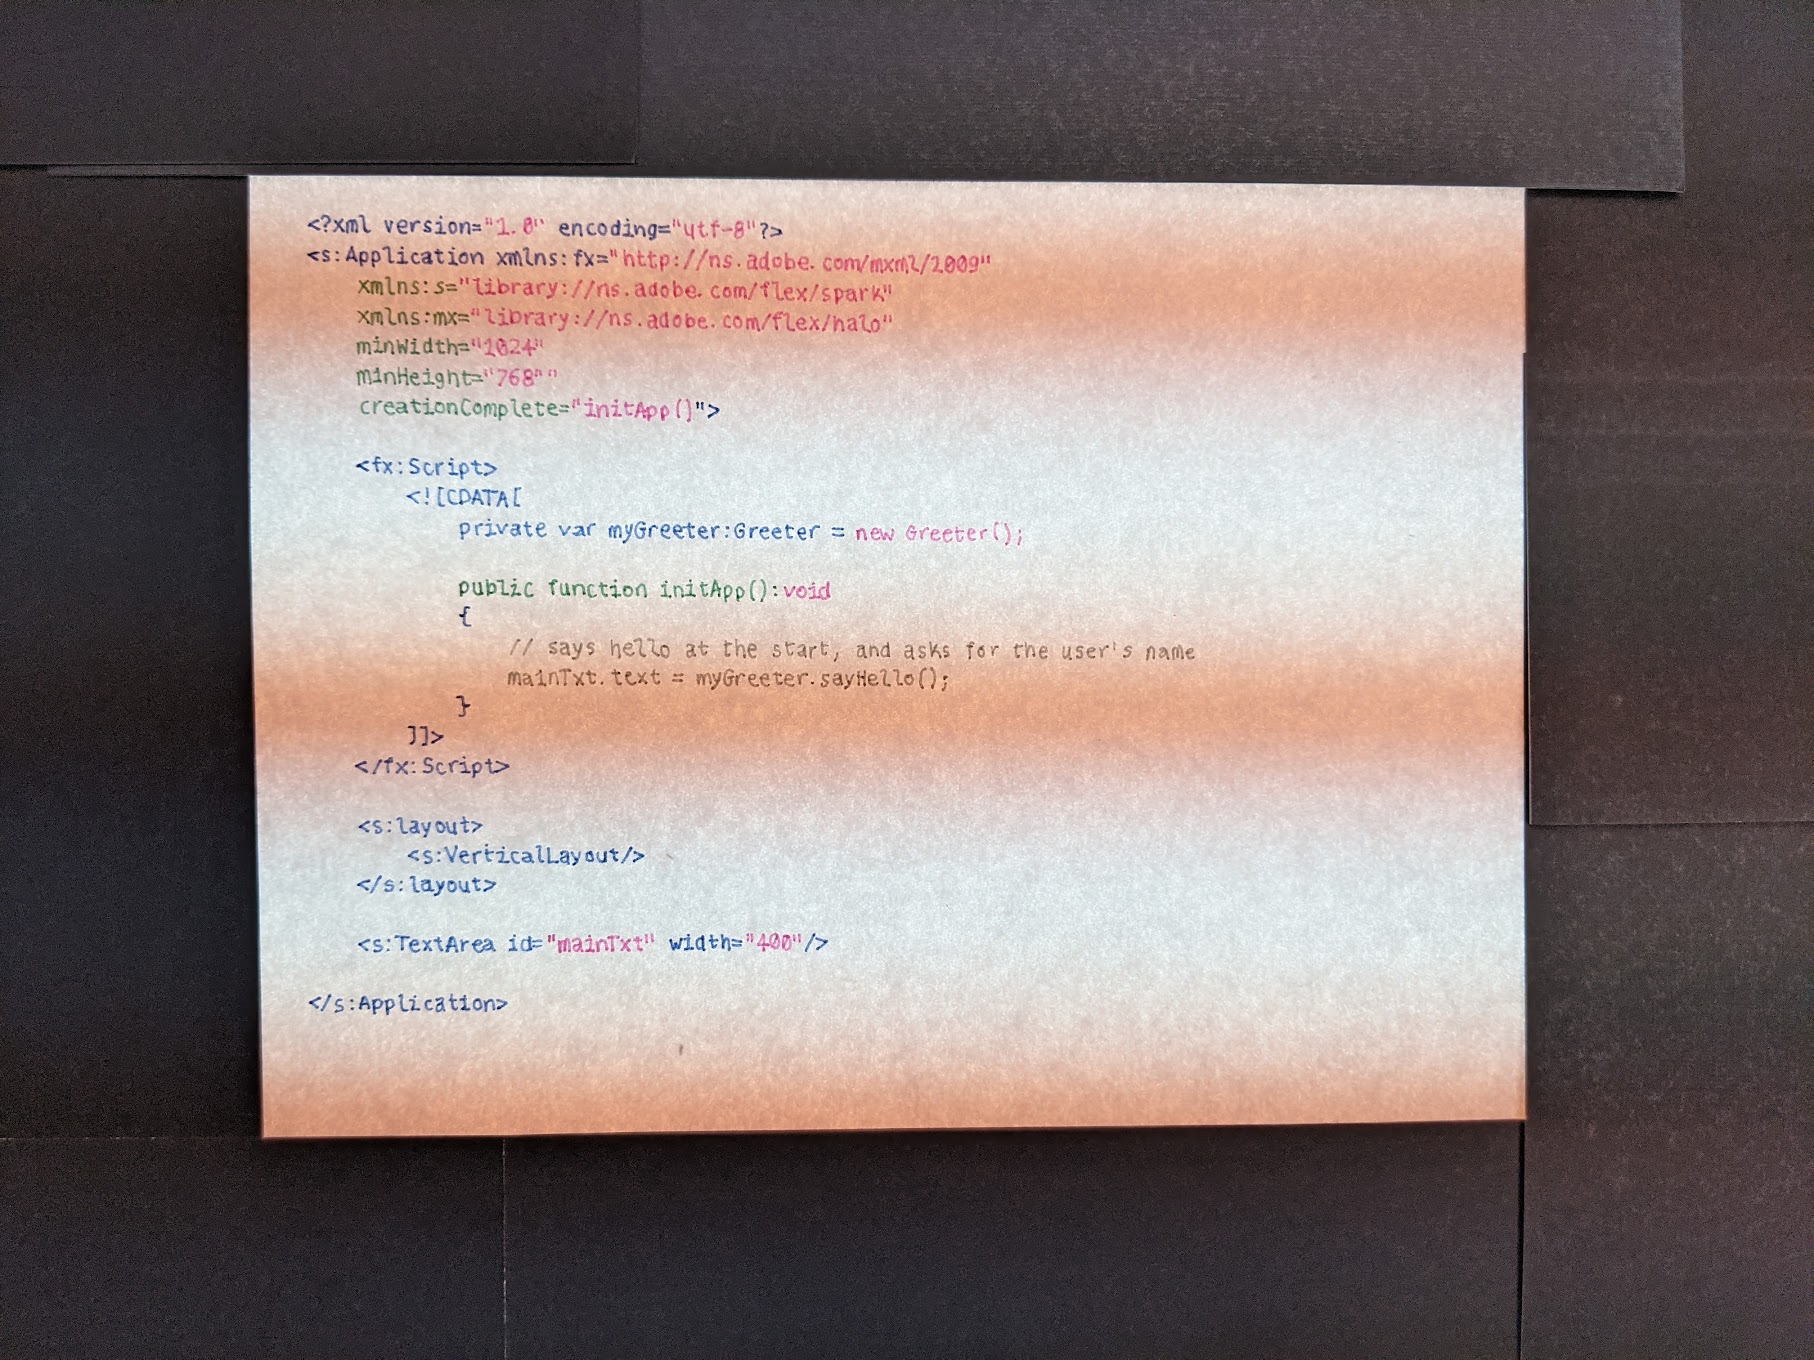 <?xml version="1.0" encoding="utf-8"?>
<s:Application xmlns:fx="http://ns.adobe.com/mxml/2009"
    xmlns:s="library://ns.adobe.com/flex/spark"
    xmlns:mx="library://ns.adobe.com/flex/halo"
    minWidth="1024"
    minHeight="768""
    creationComplete="initApp()">

    <fx:Script>
        <![CDATA[
            private var myGreeter:Greeter = new Greeter();

            public function initApp():void
            {
                // says hello at the start, and asks for the user's name
                mainTxt.text = myGreeter.sayHello();
            }
        ]]>
    </fx:Script>

    <s:layout>
        <s:VerticalLayout/>
    </s:layout>

    <s:TextArea id="mainTxt" width="400"/>

</s:Application>